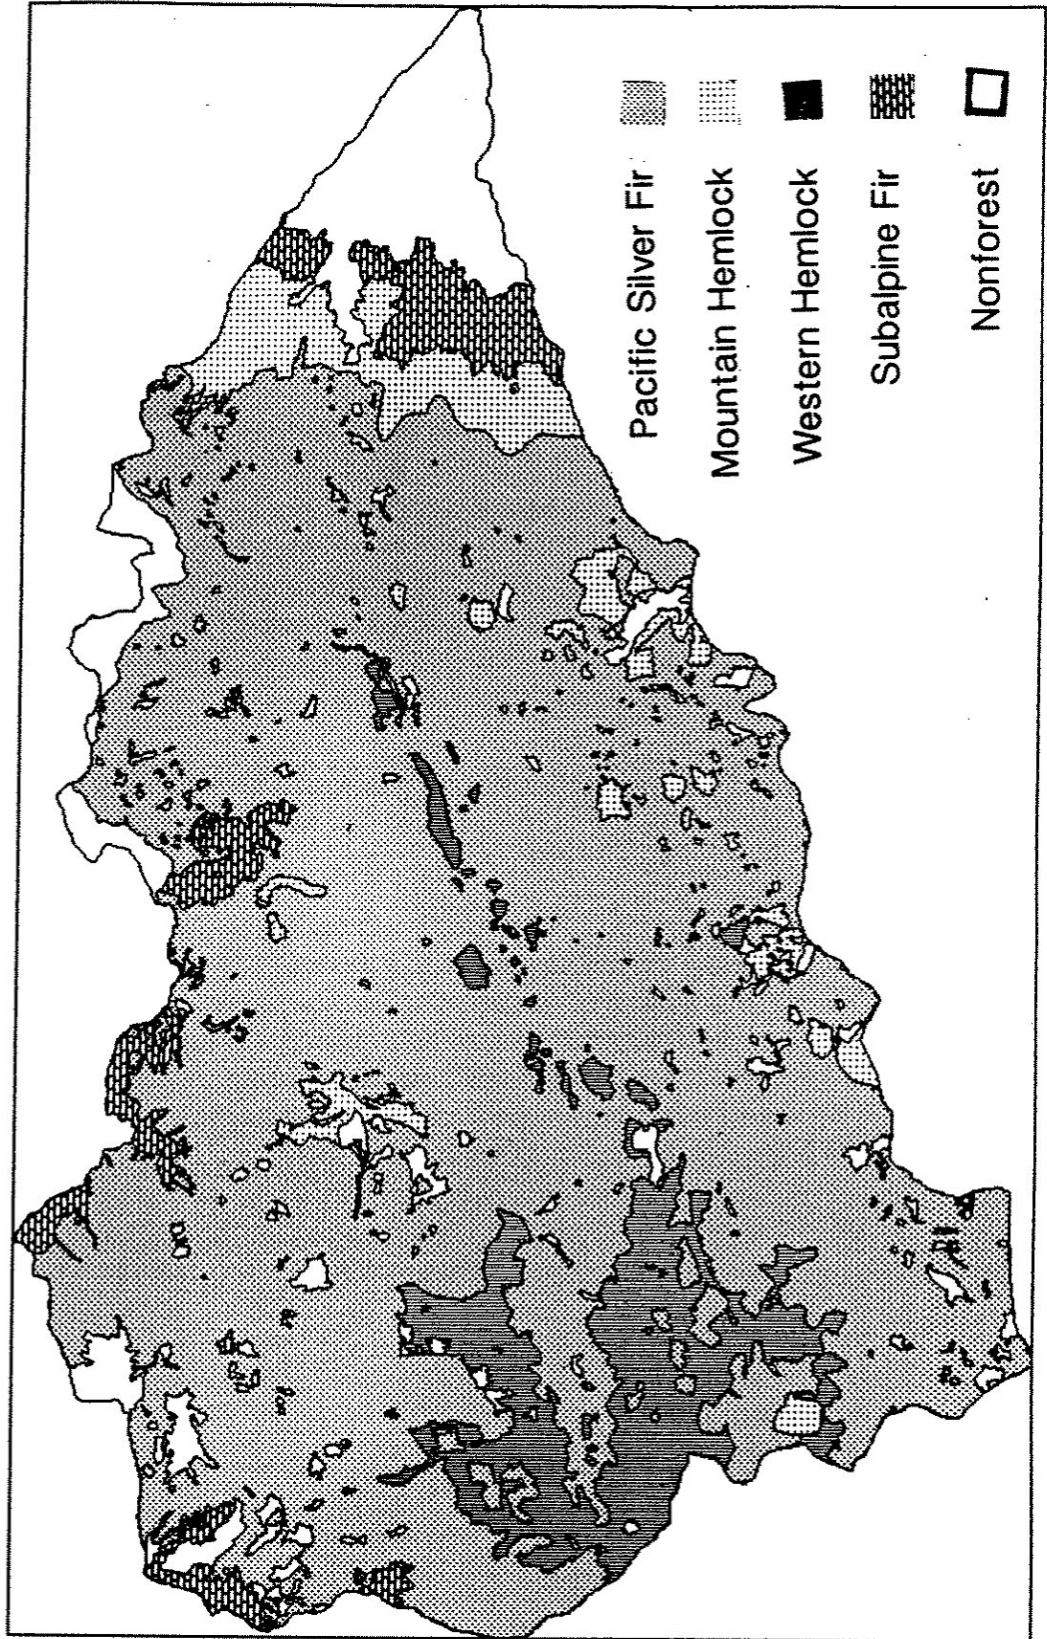 Pacific Silver Fir
Mountain Hemlock
Western Hemlock
Subalpine Fir
Nonforest